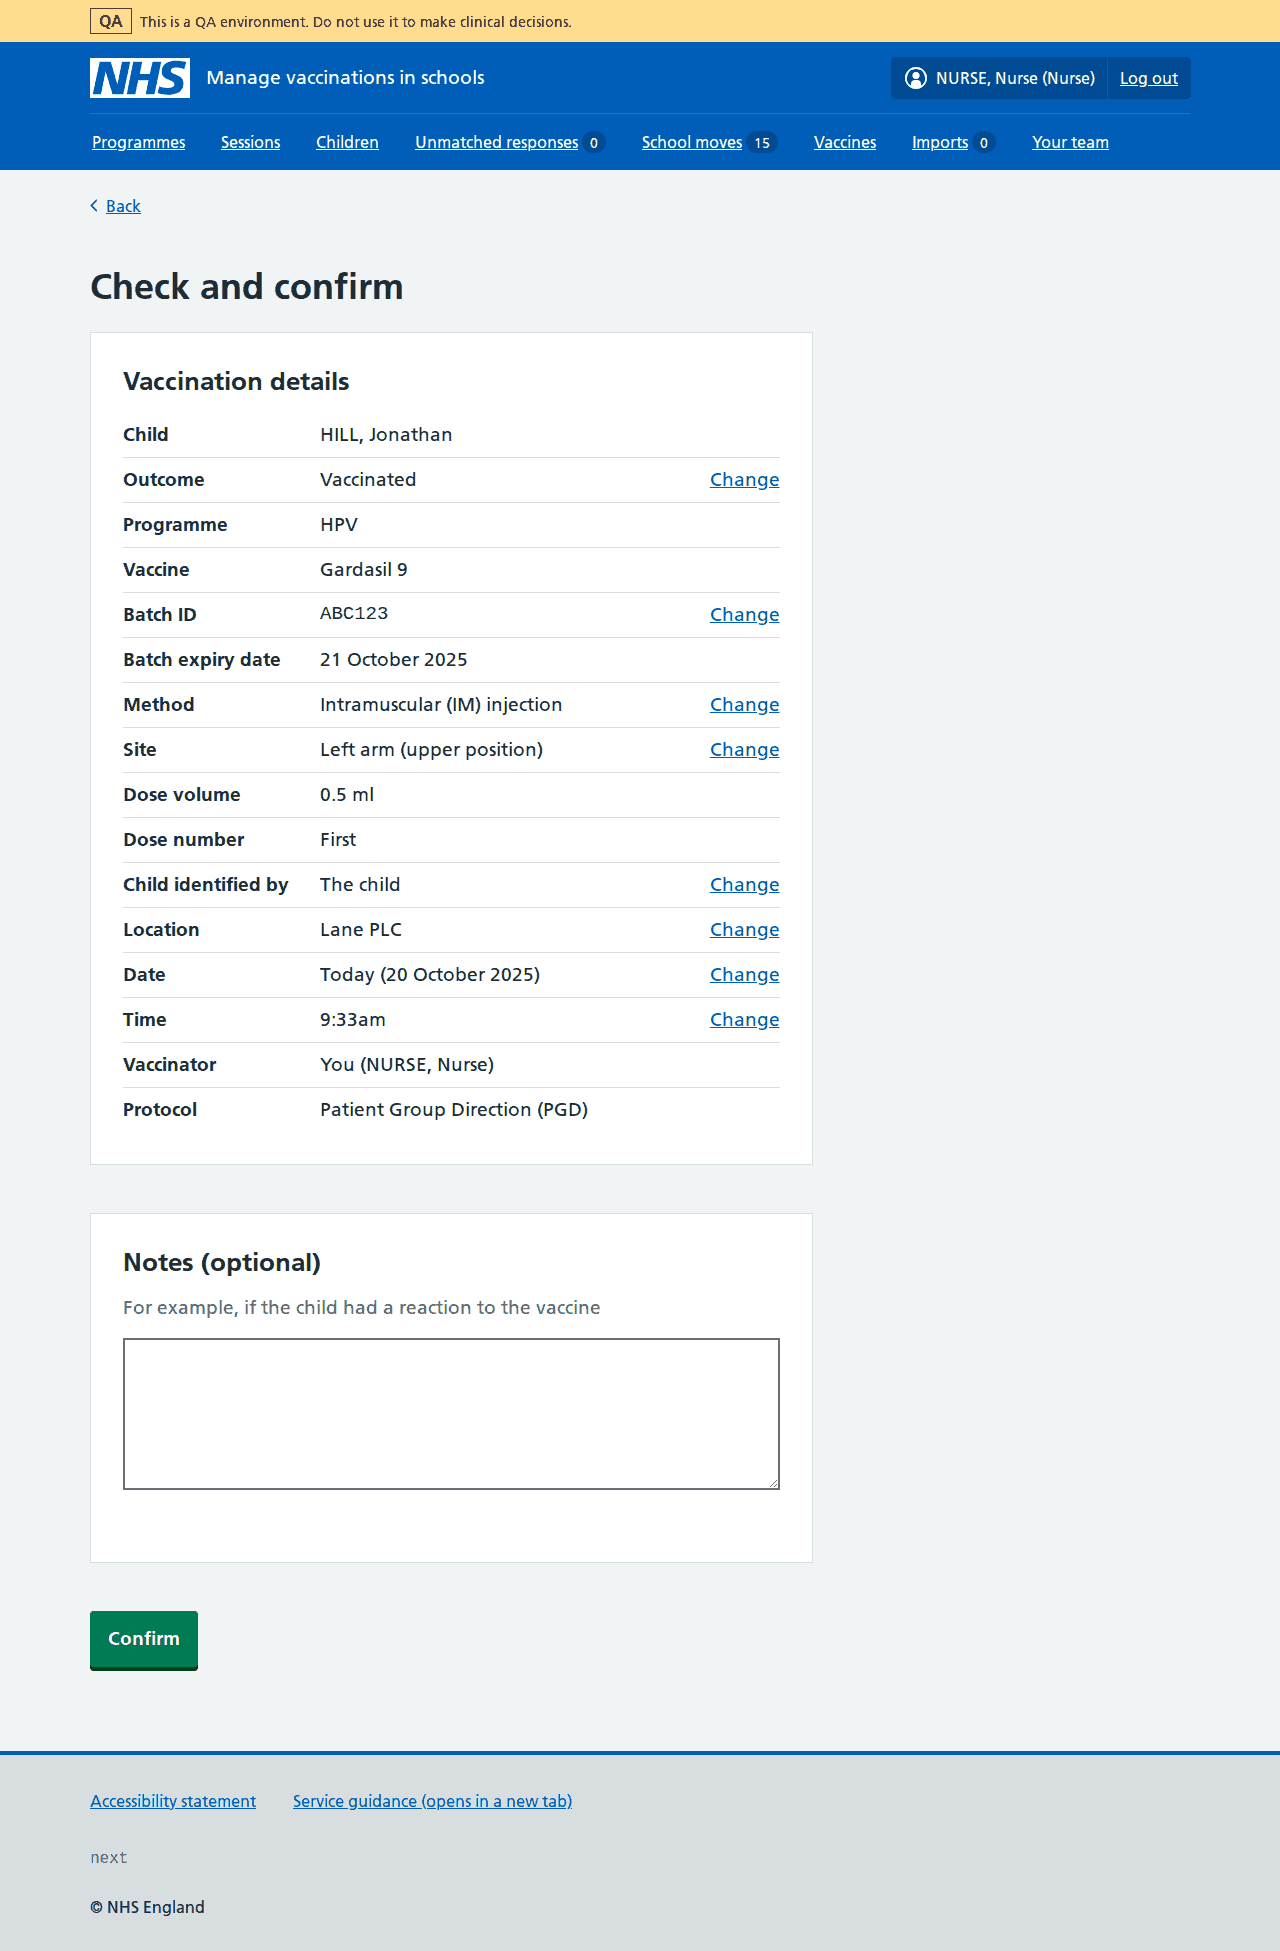 QA This is a QA environment. Do not use it to make clinical decisions.
NHS Manage vaccinations in schools NURSE, Nurse (Nurse) Log out
Programmes Sessions Children Unmatched responses 0 School moves 15 Vaccines Imports 0 Your team
Back
Check and confirm
Vaccination details
Child HILL, Jonathan
Outcome Vaccinated Change
Programme HPV
Vaccine Gardasil 9
Batch ID ABC123 Change
Batch expiry date 21 October 2025
Method Intramuscular (IM) injection Change
Site Left arm (upper position) Change
Dose volume 0.5 ml
Dose number First
Child identified by The child Change
Location Lane PLC Change
Date Today (20 October 2025) Change
Time 9:33am Change
Vaccinator You (NURSE, Nurse)
Protocol Patient Group Direction (PGD)
Notes (optional)
For example, if the child had a reaction to the vaccine
Confirm
Accessibility statement Service guidance (opens in a new tab)
next
© NHS England